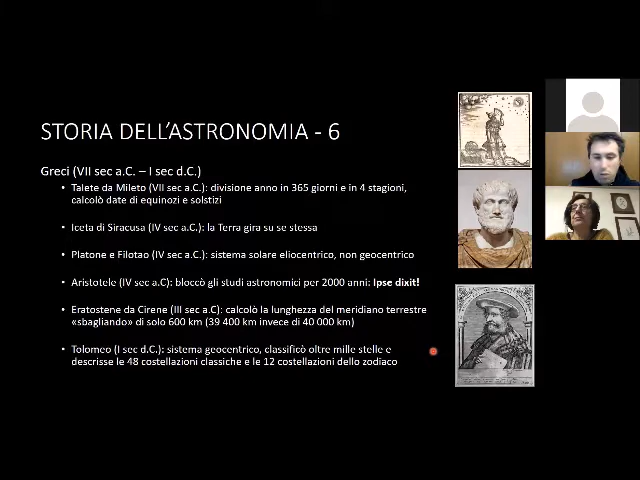 STORIA DELL'ASTRONOMIA - 6
Greci (VII sec a.C. – I sec d.C.)
• Talete da Mileto (VII sec a.C.): divisione anno in 365 giorni e in 4 stagioni,
calcolò date di equinozi e solstizi
• Iceta di Siracusa (IV sec a.C.): la Terra gira su se stessa
• Platone e Filotao (IV sec a.C.): sistema solare eliocentrico, non geocentrico
• Aristotele (IV sec a.C): bloccò gli studi astronomici per 2000 anni: Ipse dixit!
• Eratostene da Cirene (III sec a.C): calcolò la lunghezza del meridiano terrestre
«sbagliando» di solo 600 km (39 400 km invece di 40 000 km)
• Tolomeo (I sec d.C.): sistema geocentrico, classificò oltre mille stelle e
descrisse le 48 costellazioni classiche e le 12 costellazioni dello zodiaco